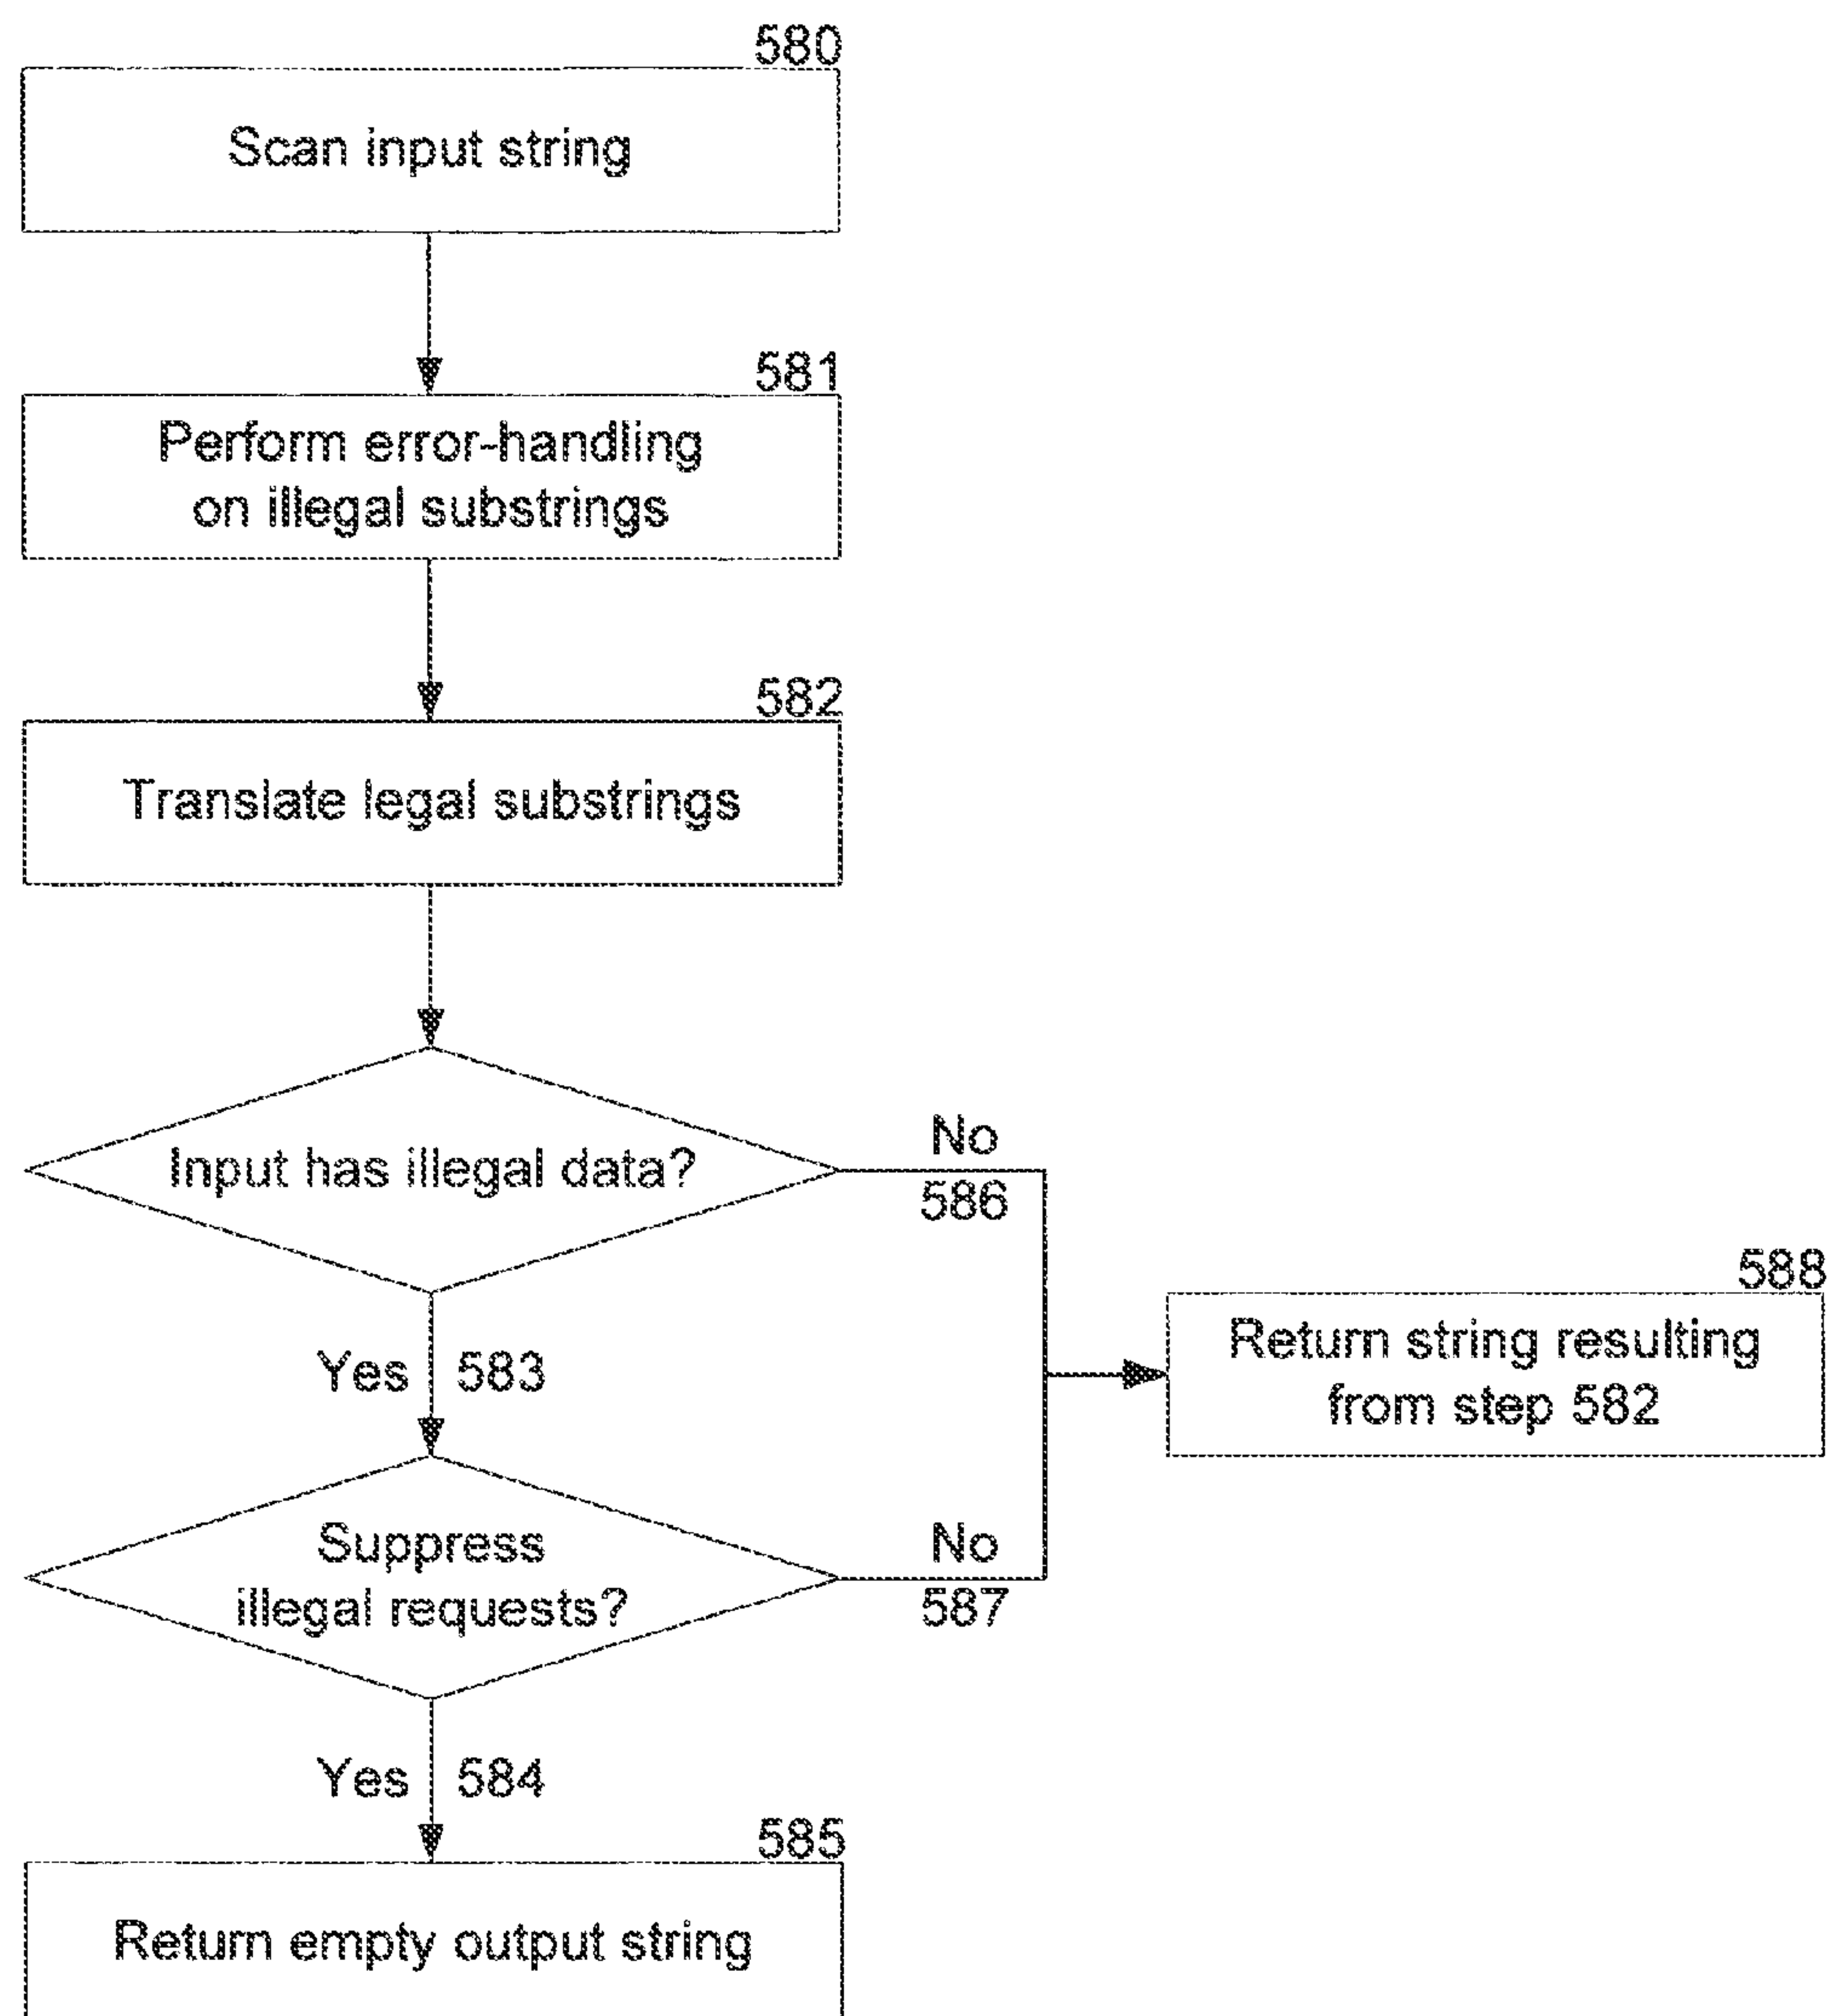 580
Scan input string
581
Perform error-handling
on illegal substrings
582
Translate legal substrings
Input has illegal data?
No
586
Yes 583
588
Return string resulting
from step 582
Suppress
illegal requests?
No
587
Yes 584
585
Return empty output string